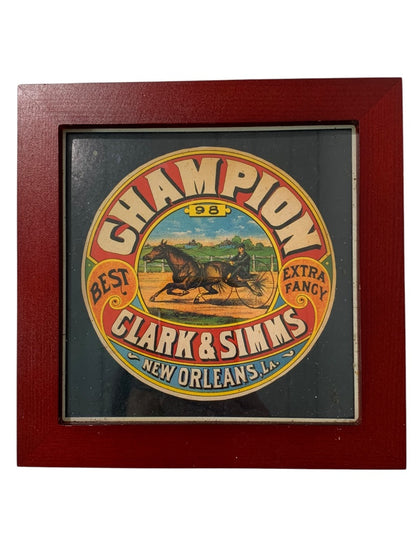 CHAMPION
98
BEST
EXTRA
FANCY
CLARK & SIMMS
NEW ORLEANS, LA.